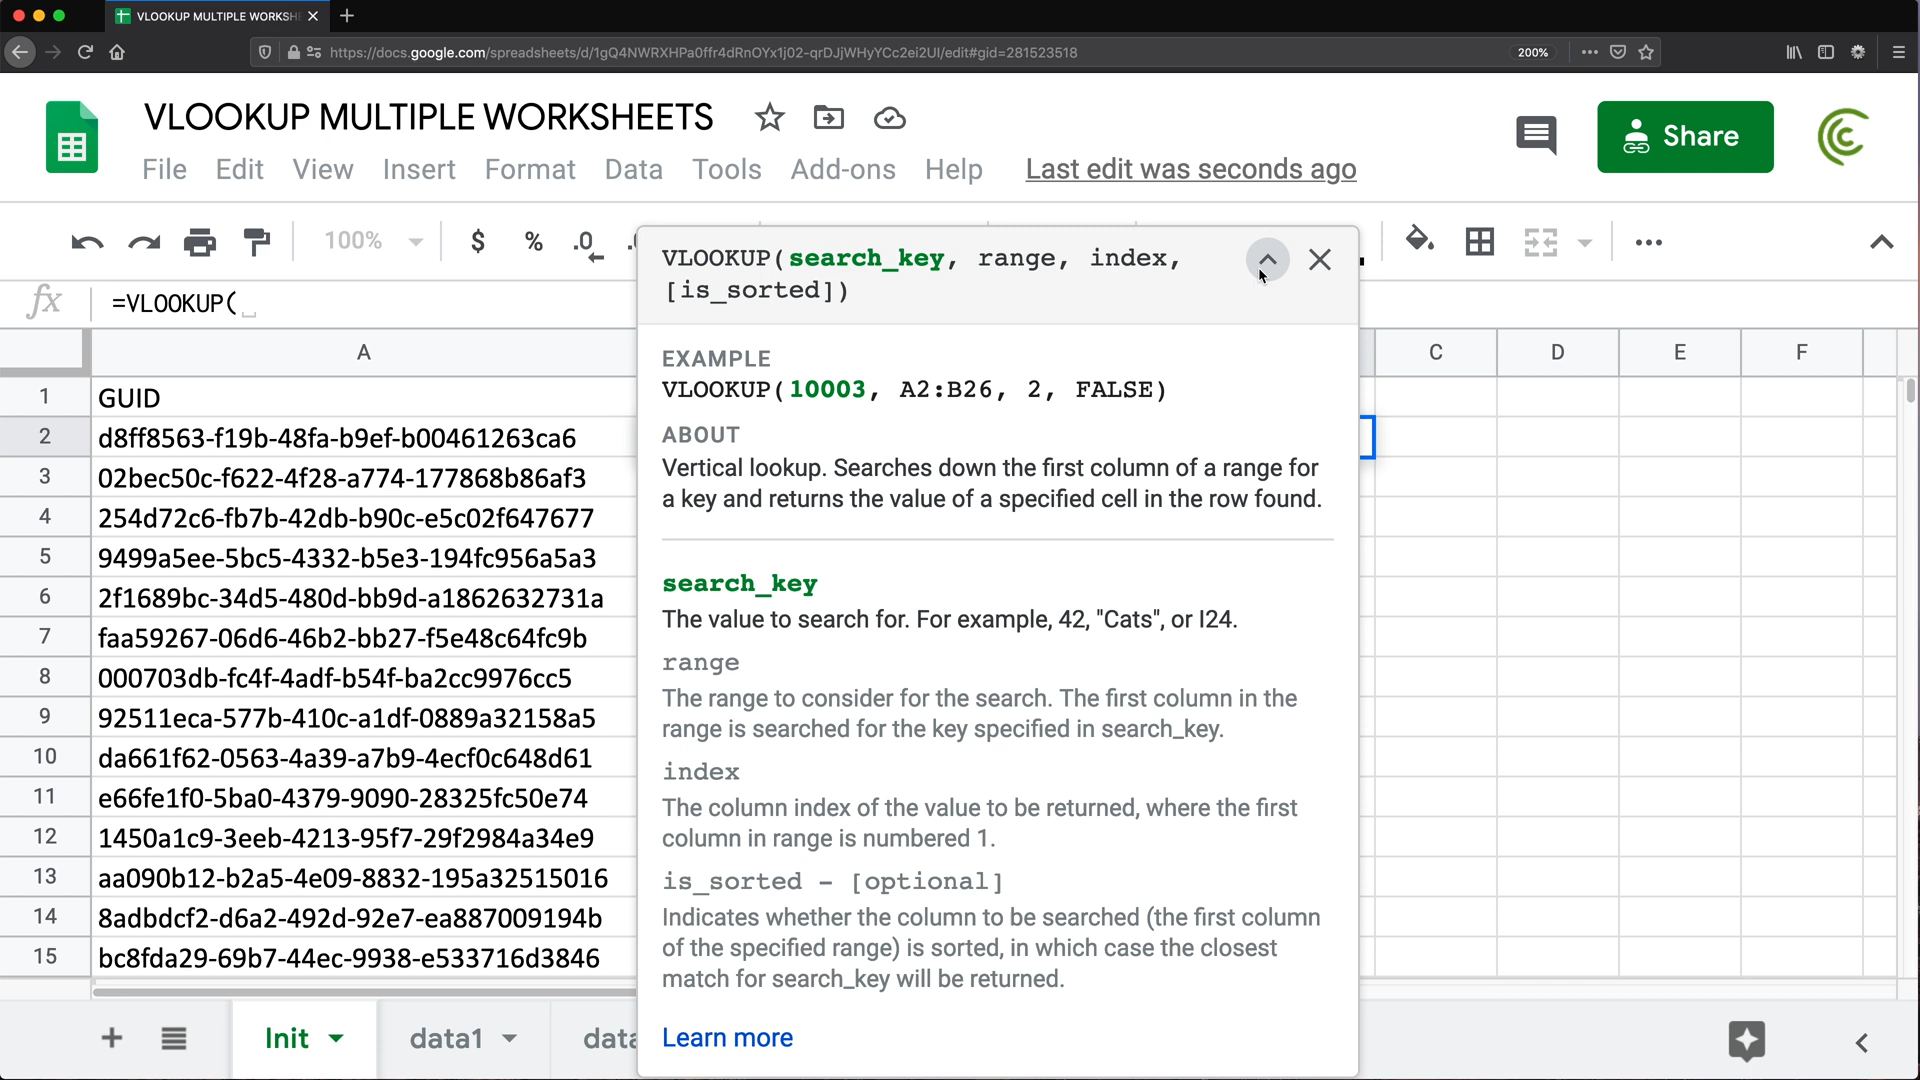 VLOOKUP MULTIPLE WORKSH
https://docs.google.com/spreadsheets/d/1gQ4NWRXHPa0ffr4dRnOYx1j02-qrDJjWHyYCc2ei2UI/edit#gid=281523518
200%
VLOOKUP MULTIPLE WORKSHEETS
Share
File Edit View Insert Format Data Tools Add-ons Help Last edit was seconds ago
100% $ % .0
fx =VLOOKUP(
VLOOKUP(search_key, range, index,
[is_sorted])
EXAMPLE
VLOOKUP(10003, A2:B26, 2, FALSE)
ABOUT
Vertical lookup. Searches down the first column of a range for
a key and returns the value of a specified cell in the row found.
search_key
The value to search for. For example, 42, "Cats", or I24.
range
The range to consider for the search. The first column in the
range is searched for the key specified in search_key.
index
The column index of the value to be returned, where the first
column in range is numbered 1.
is_sorted - [optional]
Indicates whether the column to be searched (the first column
of the specified range) is sorted, in which case the closest
match for search_key will be returned.
Learn more
A C D E F
1 GUID
2 d8ff8563-f19b-48fa-b9ef-b00461263ca6
3 02bec50c-f622-4f28-a774-177868b86af3
4 254d72c6-fb7b-42db-b90c-e5c02f647677
5 9499a5ee-5bc5-4332-b5e3-194fc956a5a3
6 2f1689bc-34d5-480d-bb9d-a1862632731a
7 faa59267-06d6-46b2-bb27-f5e48c64fc9b
8 000703db-fc4f-4adf-b54f-ba2cc9976cc5
9 92511eca-577b-410c-a1df-0889a32158a5
10 da661f62-0563-4a39-a7b9-4ecf0c648d61
11 e66fe1f0-5ba0-4379-9090-28325fc50e74
12 1450a1c9-3eeb-4213-95f7-29f2984a34e9
13 aa090b12-b2a5-4e09-8832-195a32515016
14 8adbdcf2-d6a2-492d-92e7-ea887009194b
15 bc8fda29-69b7-44ec-9938-e533716d3846
Init data1 data